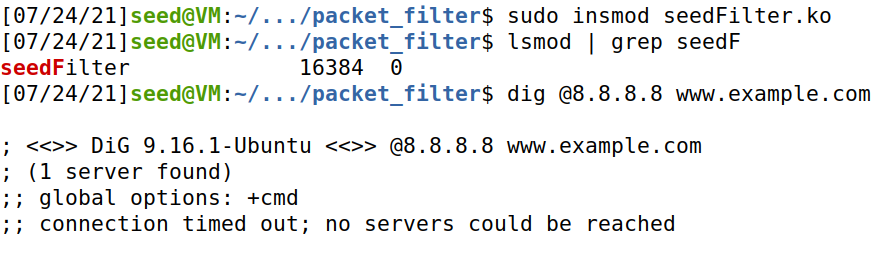 [07/24/21]seed@VM:~/.../packet_filter$ sudo insmod seedFilter.ko
[07/24/21]seed@VM:~/.../packet_filter$ lsmod | grep seedF
seedFilter             16384  0
[07/24/21]seed@VM:~/.../packet_filter$ dig @8.8.8.8 www.example.com
; <<>> DiG 9.16.1-Ubuntu <<>> @8.8.8.8 www.example.com
; (1 server found)
;; global options: +cmd
;; connection timed out; no servers could be reached